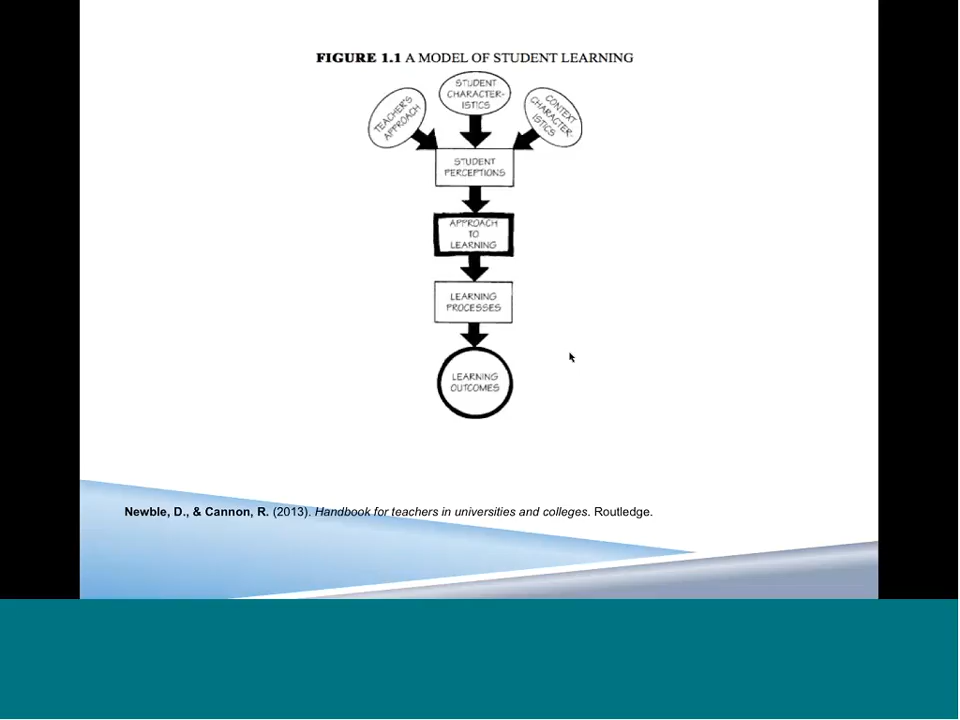 FIGURE 1.1 A MODEL OF STUDENT LEARNING
TEACHER'S
APPROACH
STUDENT
CHARACTER-
ISTICS
CONTEXT
CHARACTER-
ISTICS
STUDENT
PERCEPTIONS
APPROACH
TO
LEARNING
LEARNING
PROCESSES
LEARNING
OUTCOMES
Newble, D., & Cannon, R. (2013). Handbook for teachers in universities and colleges. Routledge.